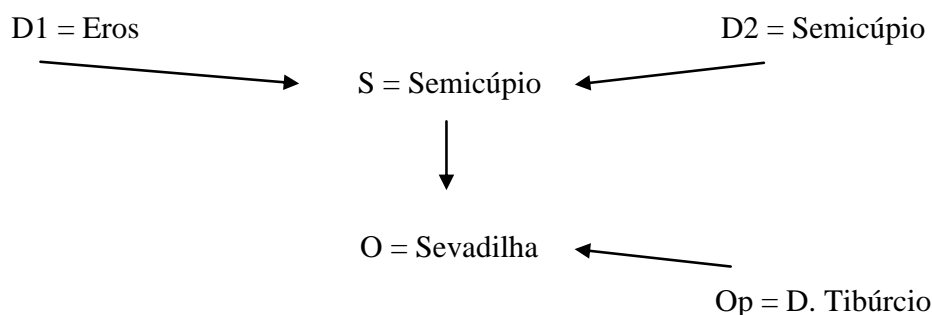 D1 = Eros D2 = Semicúpio
S = Semicúpio
O = Sevadilha
Op = D. Tibúrcio